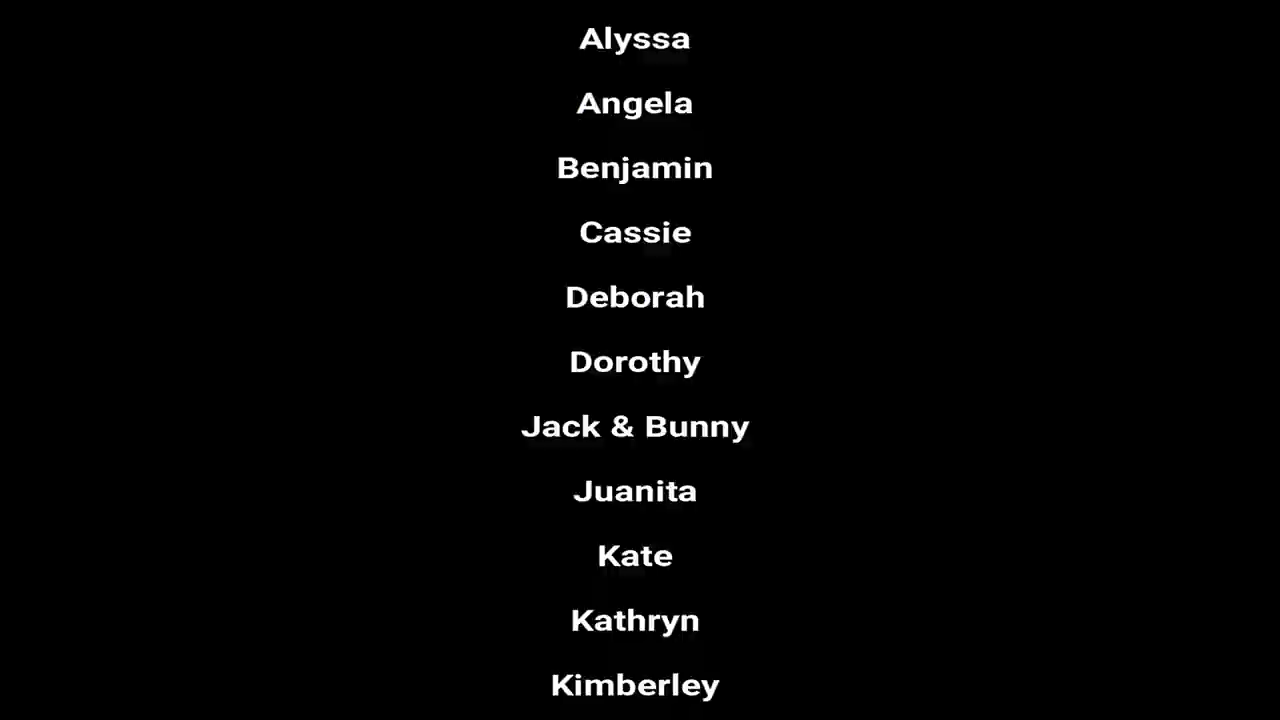 Alyssa
Angela
Benjamin
Cassie
Deborah
Dorothy
Jack & Bunny
Juanita
Kate
Kathryn
Kimberley